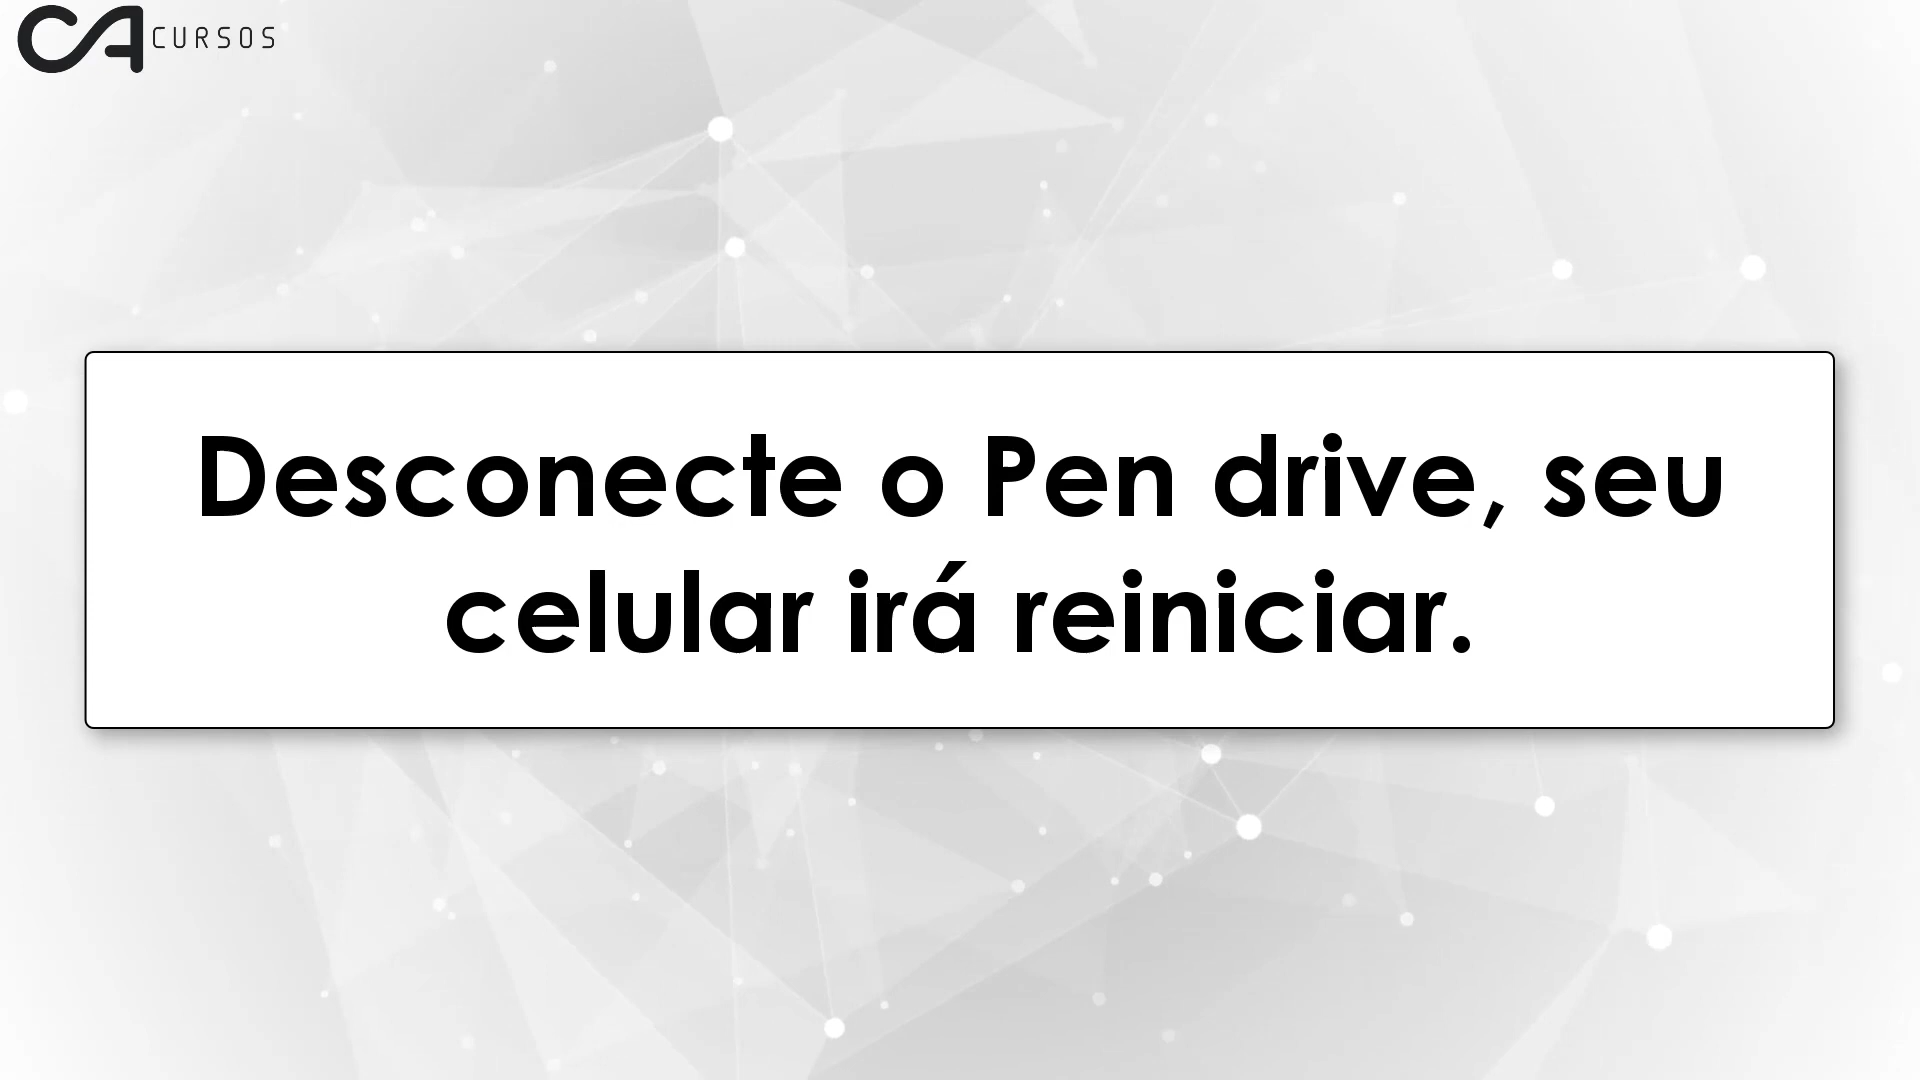 CA CURSOS
Desconecte o Pen drive, seu
celular irá reiniciar.